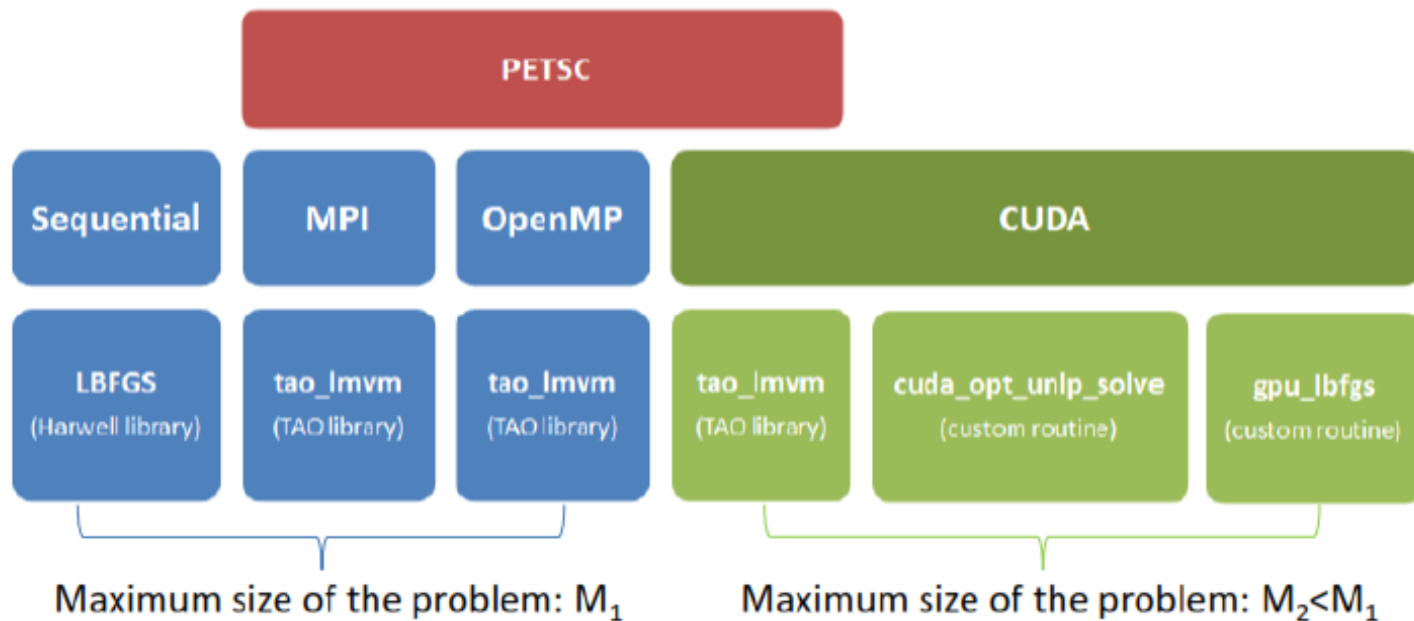 PETSC
Sequential
MPI
OpenMP
CUDA
LBFGS
(Harwell library)
tao_lmvm
(TAO library)
tao_lmvm
(TAO library)
tao_lmvm
(TAO library)
cuda_opt_unlp_solve
(custom routine)
gpu_lbfgs
(custom routine)
Maximum size of the problem: M₁
Maximum size of the problem: M₂<M₁